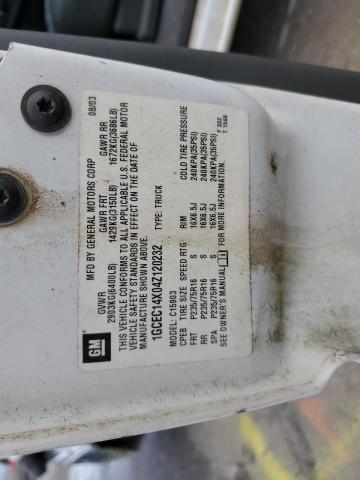 GM
MFD BY GENERAL MOTORS CORP 08/03
GVWR GAWR FRT GAWR RR
2903KG(6400LB) 1429KG(3150LB) 1672KG(3686LB)
THIS VEHICLE CONFORMS TO ALL APPLICABLE U.S. FEDERAL MOTOR
VEHICLE SAFETY STANDARDS IN EFFECT ON THE DATE OF
MANUFACTURE SHOWN ABOVE.
1GCEC14X04Z120232 TYPE: TRUCK
MODEL: C15903
CPEB TIRE SIZE SPEED RTG RIM COLD TIRE PRESSURE
FRT P235/75R16 S 16X6.5J 240KPA(35PSI)
RR P235/75R16 S 16X6.5J 240KPA(35PSI)
SPA P235/75R16 S 16X6.5J 240KPA(35PSI)
SEE OWNER'S MANUAL FOR MORE INFORMATION.